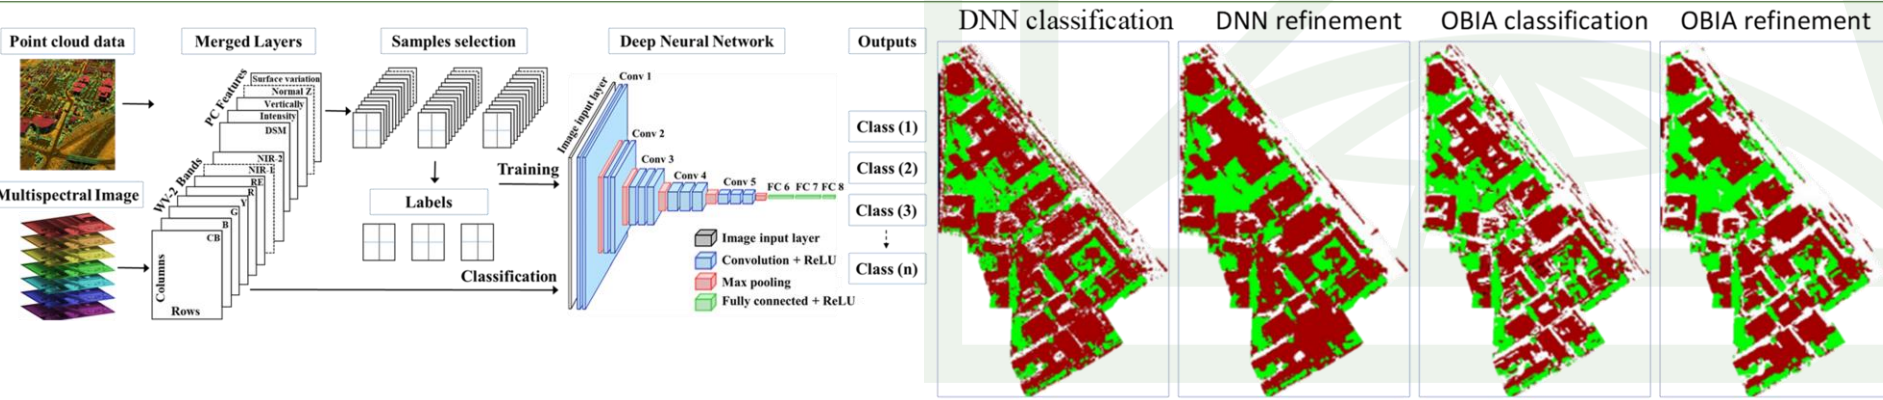 Point cloud data
Merged Layers
Samples selection
Deep Neural Network
Outputs
PC Features
Surface variation
Normal Z
Vertically
Intensity
DSM
WV-2 Bands
NIR-2
NIR-1
RE
R
Y
G
B
CB
Columns
Rows
Multispectral Image
Labels
Training
Classification
Image input layer
Conv 1
Conv 2
Conv 3
Conv 4
Conv 5
FC 6 FC 7 FC 8
Image input layer
Convolution + ReLU
Max pooling
Fully connected + ReLU
Class (1)
Class (2)
Class (3)
Class (n)
DNN classification
DNN refinement
OBIA classification
OBIA refinement